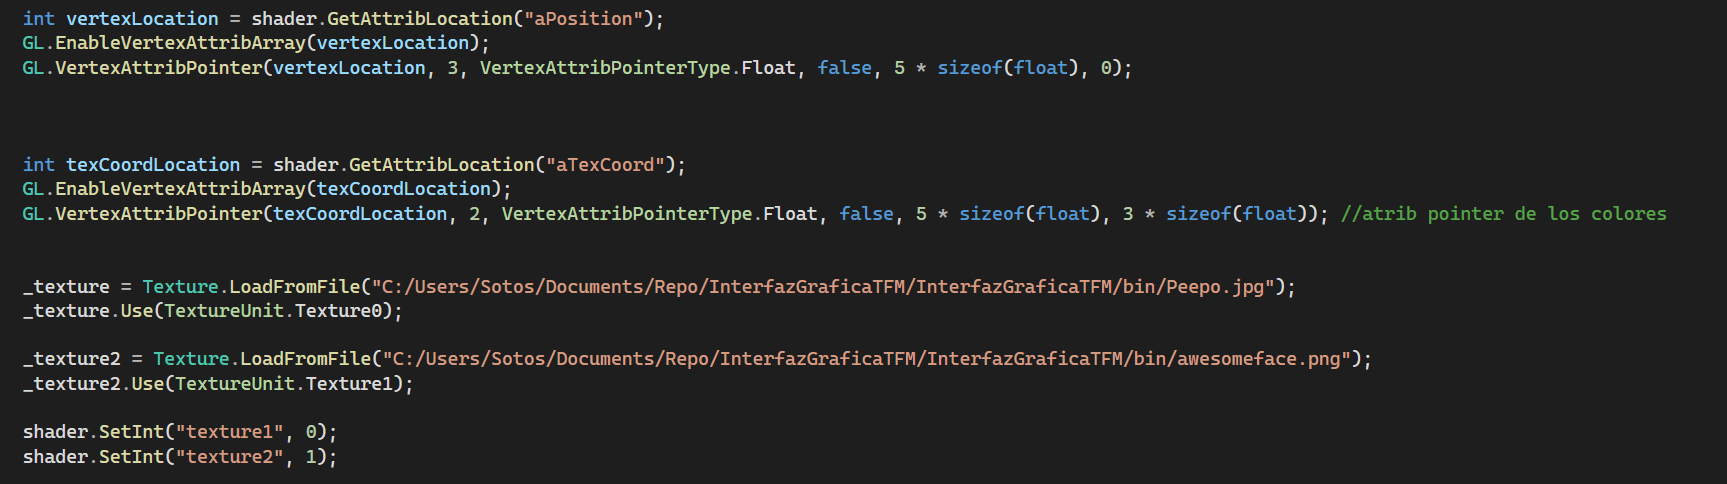 int vertexLocation = shader.GetAttribLocation("aPosition");
GL.EnableVertexAttribArray(vertexLocation);
GL.VertexAttribPointer(vertexLocation, 3, VertexAttribPointerType.Float, false, 5 * sizeof(float), 0);
int texCoordLocation = shader.GetAttribLocation("aTexCoord");
GL.EnableVertexAttribArray(texCoordLocation);
GL.VertexAttribPointer(texCoordLocation, 2, VertexAttribPointerType.Float, false, 5 * sizeof(float), 3 * sizeof(float)); //atrib pointer de los colores
_texture = Texture.LoadFromFile("C:/Users/Sotos/Documents/Repo/InterfazGraficaTFM/InterfazGraficaTFM/bin/Peepo.jpg");
_texture.Use(TextureUnit.Texture0);
_texture2 = Texture.LoadFromFile("C:/Users/Sotos/Documents/Repo/InterfazGraficaTFM/InterfazGraficaTFM/bin/awesomeface.png");
_texture2.Use(TextureUnit.Texture1);
shader.SetInt("texture1", 0);
shader.SetInt("texture2", 1);